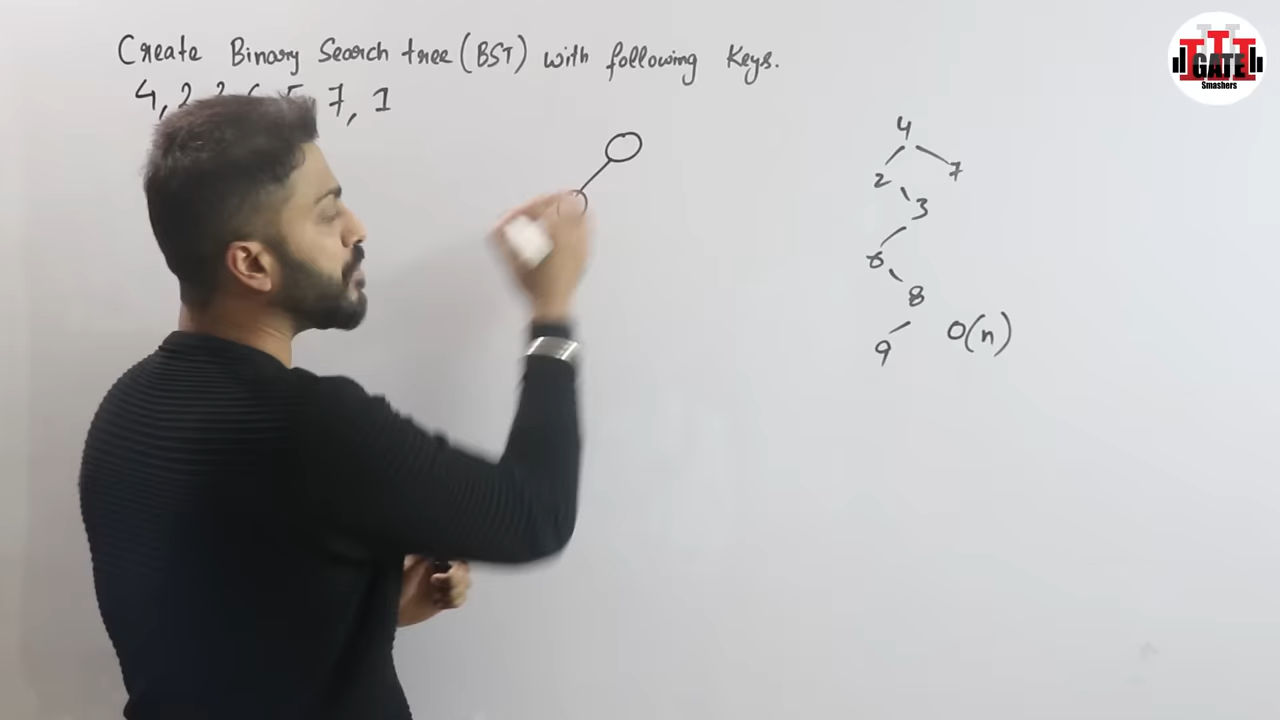 Create Binary Search tree (BST) with following Keys.
4, 2 7, 1
4
2 7
3
6
8
9 O(n)
GATE
Smashers